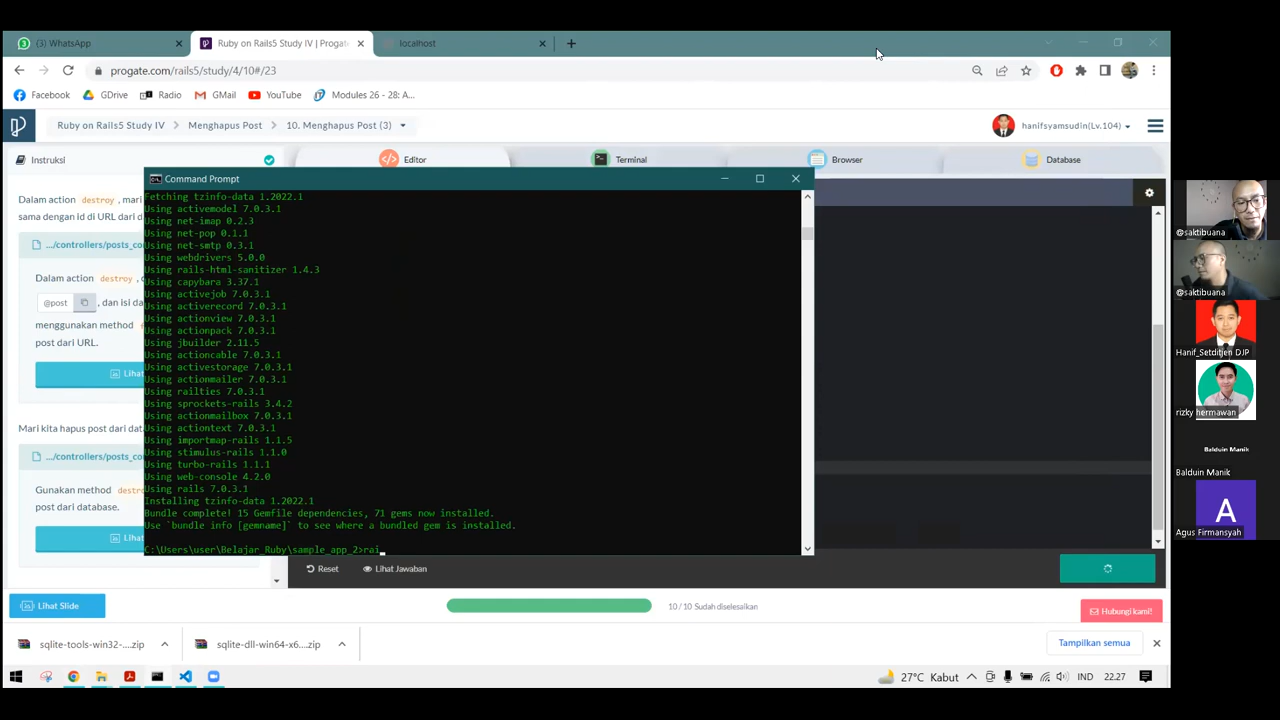 (3) WhatsApp
Ruby on Rails5 Study IV | Progate
localhost
progate.com/rails5/study/4/10#/23
Facebook
GDrive
Radio
GMail
YouTube
Modules 26 - 28: A...
Ruby on Rails5 Study IV
Menghapus Post
10. Menghapus Post (3)
hanifsyamsudin(Lv.104)
Instruksi
Editor
Terminal
Browser
Database
Dalam action destroy, mari
sama dengan id di URL dari d
.../controllers/posts_co
Dalam action destroy,
@post , dan isi da
menggunakan method
post dari URL.
Lihat
Mari kita hapus post dari data
.../controllers/posts_co
Gunakan method destr
post dari database.
Lihat
Command Prompt
Fetching tzinfo-data 1.2022.1
Using activemodel 7.0.3.1
Using net-imap 0.2.3
Using net-pop 0.1.1
Using net-smtp 0.3.1
Using webdrivers 5.0.0
Using rails-html-sanitizer 1.4.3
Using capybara 3.37.1
Using activejob 7.0.3.1
Using activerecord 7.0.3.1
Using actionview 7.0.3.1
Using actionpack 7.0.3.1
Using jbuilder 2.11.5
Using actioncable 7.0.3.1
Using activestorage 7.0.3.1
Using actionmailer 7.0.3.1
Using railties 7.0.3.1
Using sprockets-rails 3.4.2
Using actionmailbox 7.0.3.1
Using actiontext 7.0.3.1
Using importmap-rails 1.1.5
Using stimulus-rails 1.1.0
Using turbo-rails 1.1.1
Using web-console 4.2.0
Using rails 7.0.3.1
Installing tzinfo-data 1.2022.1
Bundle complete! 15 Gemfile dependencies, 71 gems now installed.
Use `bundle info [gemname]` to see where a bundled gem is installed.
C:\Users\user\Belajar_Ruby\sample_app_2>rai_
Reset
Lihat Jawaban
Lihat Slide
10 / 10 Sudah diselesaikan
Hubungi kami!
sqlite-tools-win32-....zip
sqlite-dll-win64-x6....zip
Tampilkan semua
27°C Kabut
IND
22.27
@saktibuana
@saktibuana
Hanif_Setditjen DJP
rizky hermawan
Balduin Manik
Balduin Manik
A
Agus Firmansyah